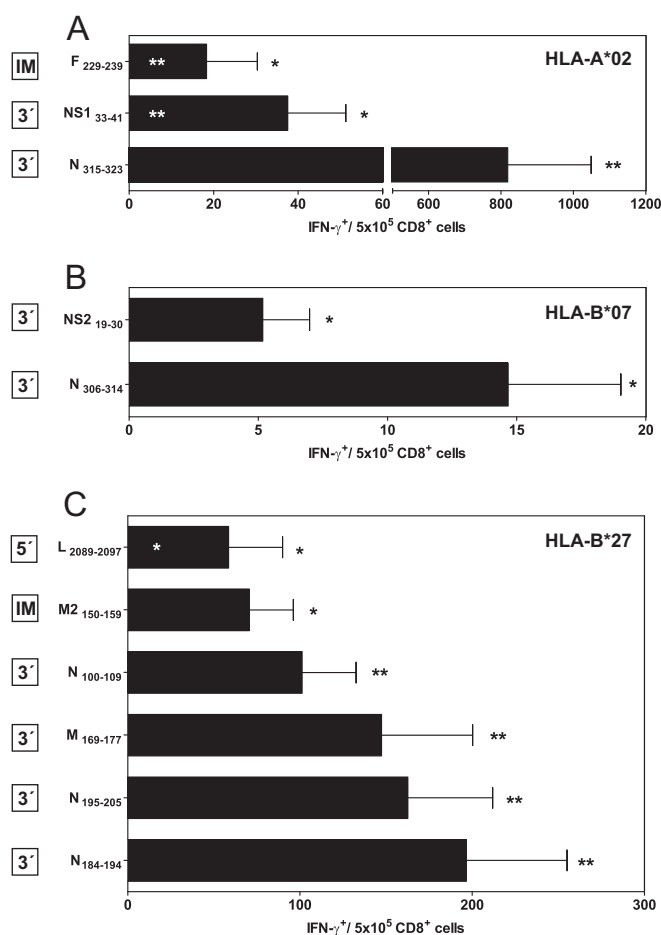 A
HLA-A*02
IM F 229-239 ** *
3´ NS1 33-41 ** *
3´ N 315-323 **
0 20 40 60 600 800 1000 1200
IFN-γ+/ 5x10⁵ CD8⁺ cells
B
HLA-B*07
3´ NS2 19-30 *
3´ N 306-314 *
0 5 10 15 20
IFN-γ+/ 5x10⁵ CD8⁺ cells
C
HLA-B*27
5´ L 2089-2097 * *
IM M2 150-159 *
3´ N 100-109 **
3´ M 169-177 **
3´ N 195-205 **
3´ N 184-194 **
0 100 200 300
IFN-γ+/ 5x10⁵ CD8⁺ cells